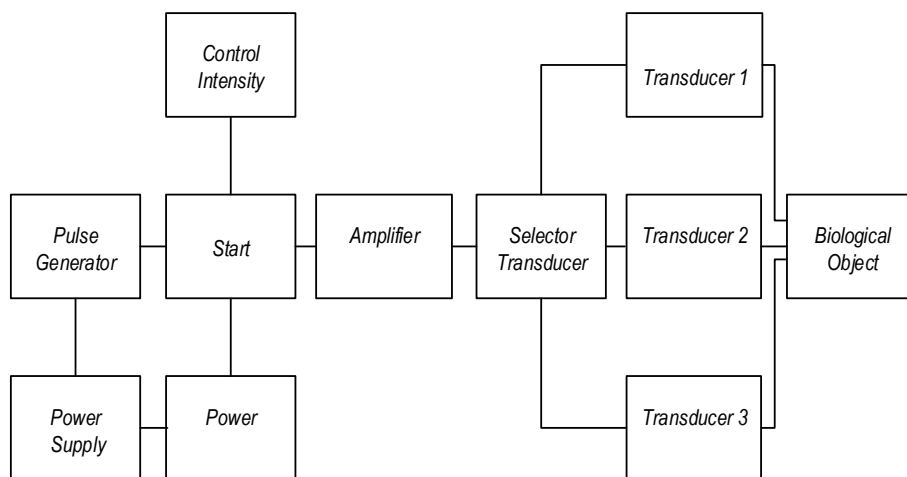 Control
Intensity
Transducer 1
Pulse
Generator
Start
Amplifier
Selector
Transducer
Transducer 2
Biological
Object
Power
Supply
Power
Transducer 3